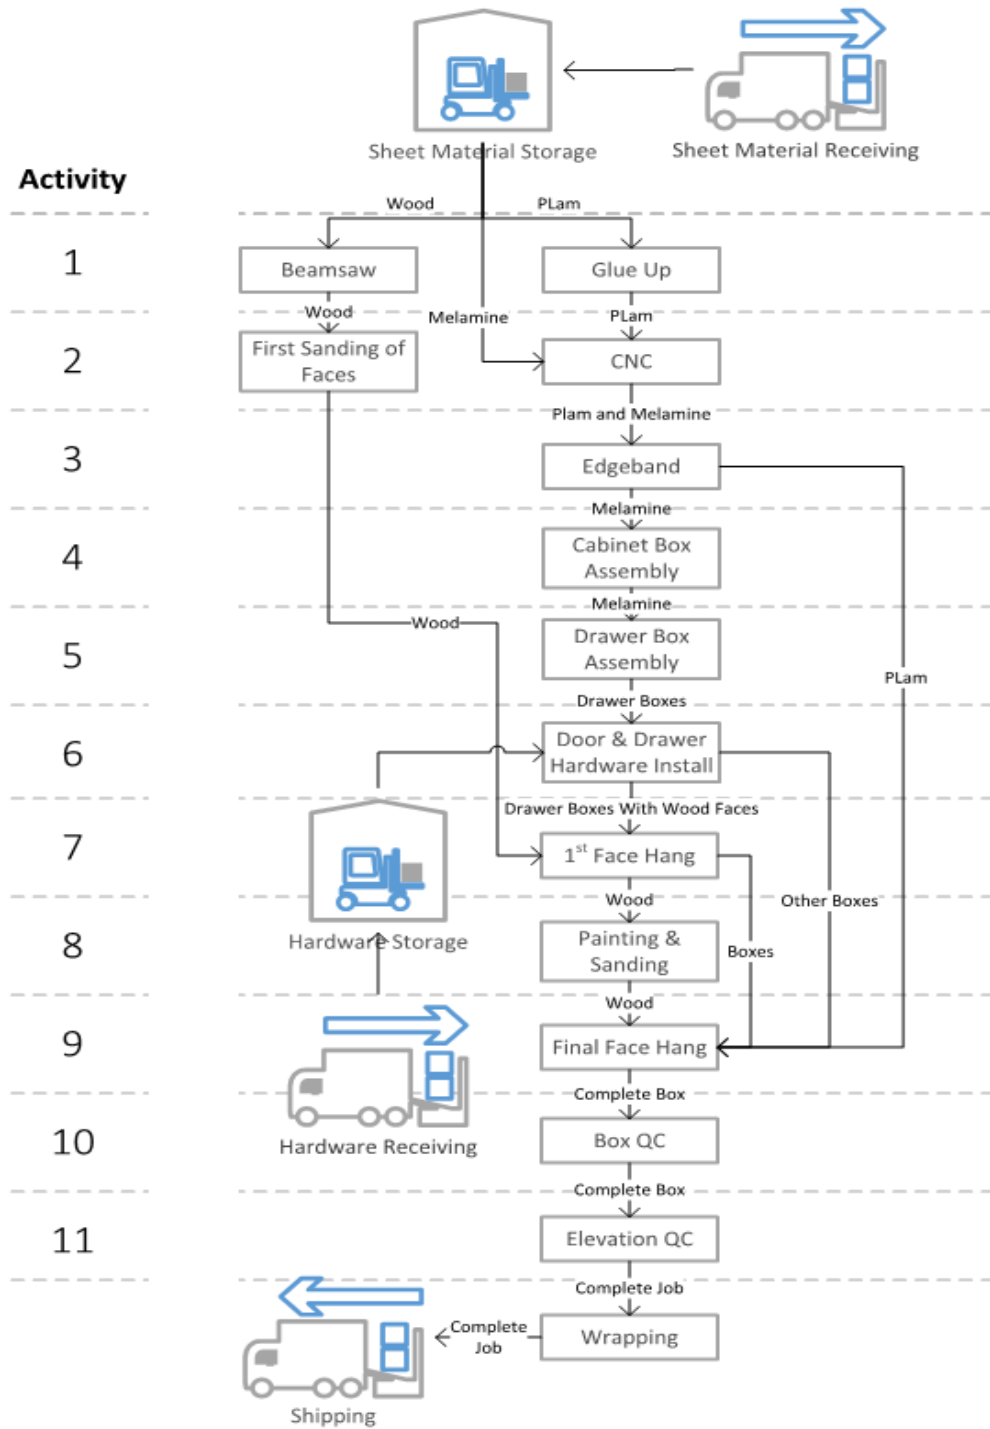 Sheet Material Storage
Sheet Material Receiving
Activity
Wood
PLam
1
Beamsaw
Glue Up
Wood
Melamine
PLam
2
First Sanding of
Faces
CNC
Plam and Melamine
3
Edgeband
Melamine
4
Cabinet Box
Assembly
Melamine
Wood
5
Drawer Box
Assembly
PLam
Drawer Boxes
6
Door & Drawer
Hardware Install
Drawer Boxes With Wood Faces
7
1st Face Hang
Wood
Other Boxes
Hardware Storage
8
Painting &
Sanding
Boxes
Wood
9
Final Face Hang
Complete Box
10
Hardware Receiving
Box QC
Complete Box
11
Elevation QC
Complete Job
Complete
Job
Wrapping
Shipping